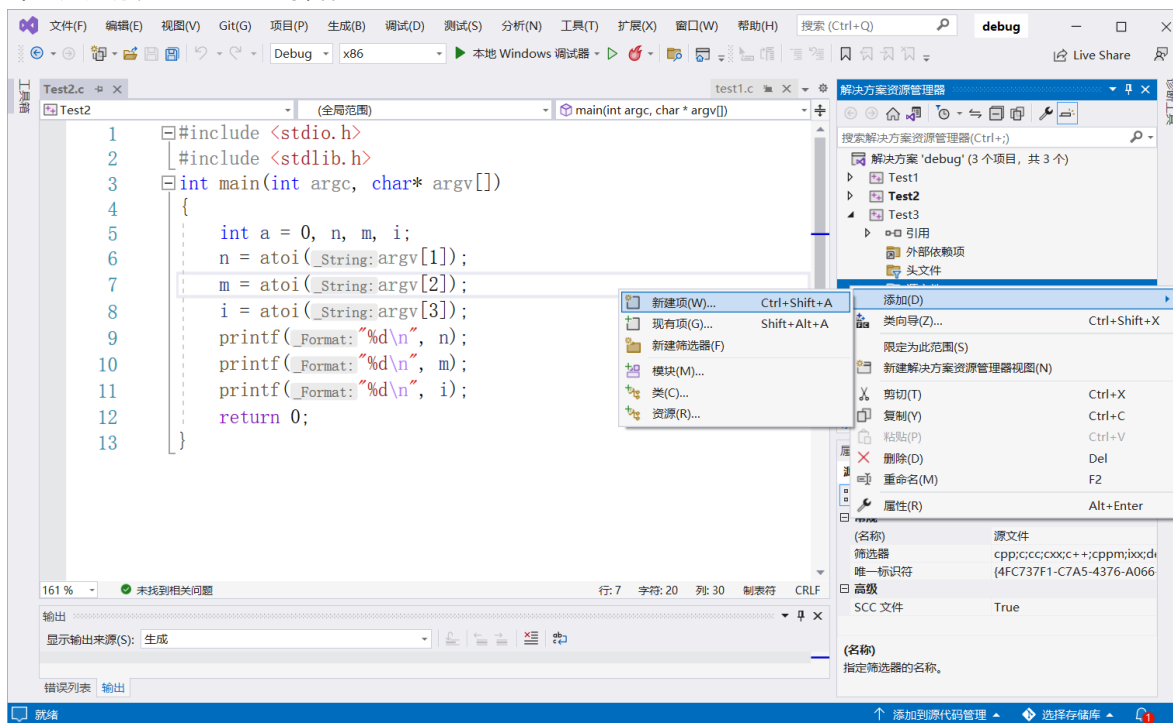 文件(F) 编辑(E) 视图(V) Git(G) 项目(P) 生成(B) 调试(D) 测试(S) 分析(N) 工具(T) 扩展(X) 窗口(W) 帮助(H) 搜索 (Ctrl+Q) debug
Debug x86 本地 Windows 调试器 Live Share
工具箱
Test2.c test1.c
Test2 (全局范围) main(int argc, char * argv[])
1 #include <stdio.h>
2 #include <stdlib.h>
3 int main(int argc, char* argv[])
4 {
5 int a = 0, n, m, i;
6 n = atoi(_String:argv[1]);
7 m = atoi(_String:argv[2]);
8 i = atoi(_String:argv[3]);
9 printf(_Format:"%d\n", n);
10 printf(_Format:"%d\n", m);
11 printf(_Format:"%d\n", i);
12 return 0;
13 }
161 % 未找到相关问题 行: 7 字符: 20 列: 30 制表符 CRLF
输出
显示输出来源(S): 生成
错误列表 输出
解决方案资源管理器
搜索解决方案资源管理器(Ctrl+;)
解决方案 'debug' (3 个项目，共 3 个)
Test1
Test2
Test3
引用
外部依赖项
头文件
新建项(W)... Ctrl+Shift+A
现有项(G)... Shift+Alt+A
新建筛选器(F)
模块(M)...
类(C)...
资源(R)...
添加(D)
类向导(Z)... Ctrl+Shift+X
限定为此范围(S)
新建解决方案资源管理器视图(N)
剪切(T) Ctrl+X
复制(Y) Ctrl+C
粘贴(P) Ctrl+V
删除(D) Del
重命名(M) F2
属性(R) Alt+Enter
(名称) 源文件
筛选器 cpp;c;cc;cxx;c++;cppm;ixx;d
唯一标识符 {4FC737F1-C7A5-4376-A066-
高级
SCC 文件 True
(名称)
指定筛选器的名称。
就绪 添加到源代码管理 选择存储库 1